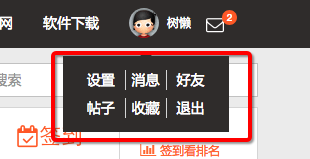 软件下载 树懒 2
设置 消息 好友
搜索
帖子 收藏 退出
签到
签到看排名